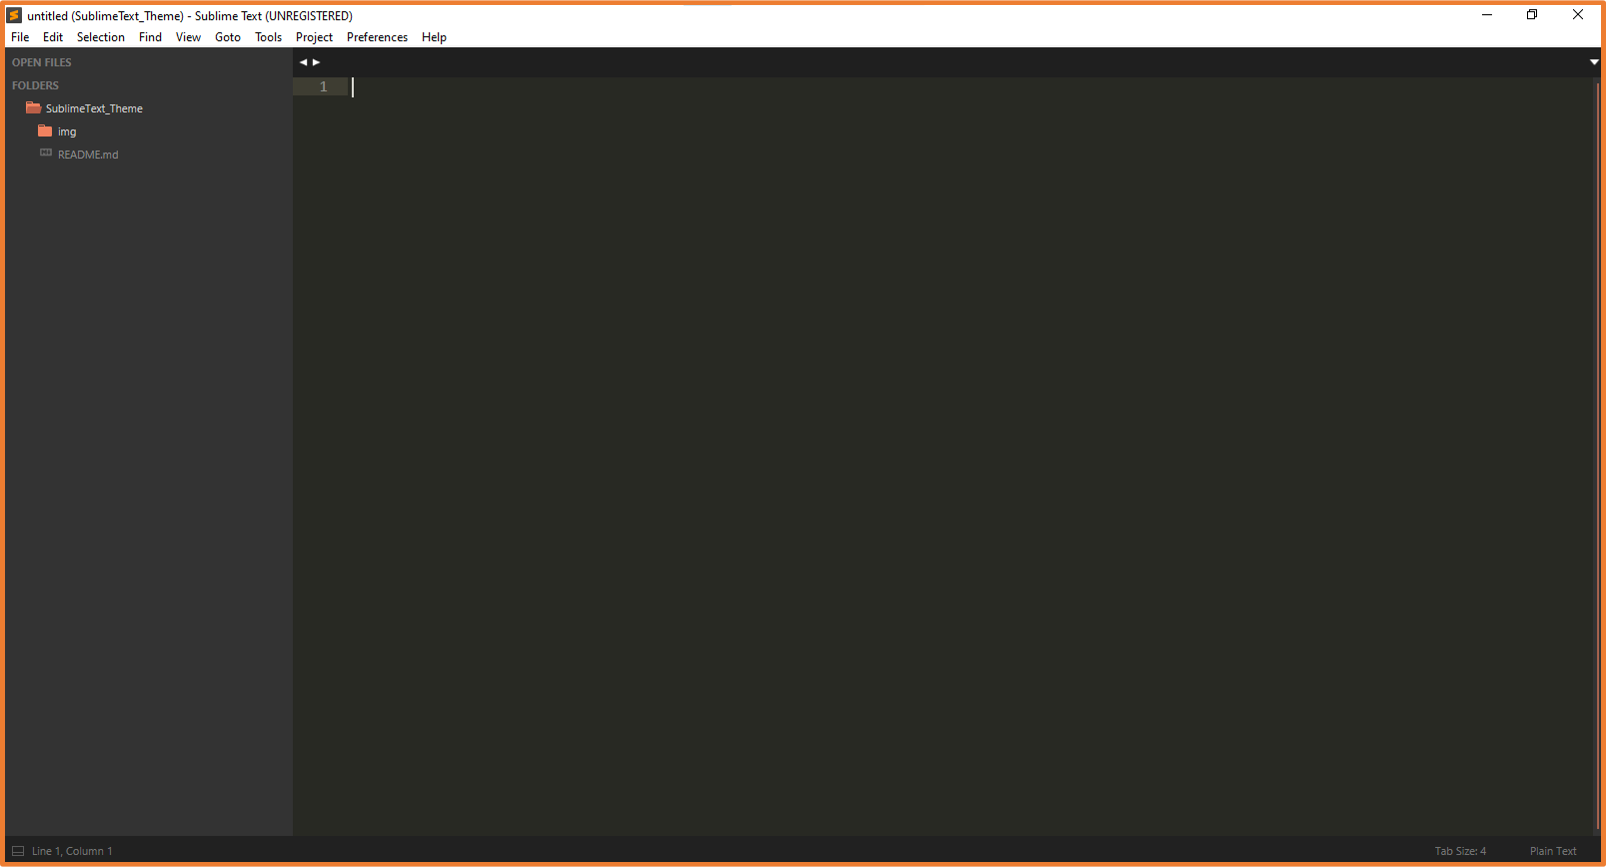 untitled (SublimeText_Theme) - Sublime Text (UNREGISTERED)
File Edit Selection Find View Goto Tools Project Preferences Help
OPEN FILES
FOLDERS
SublimeText_Theme
img
README.md
1
Line 1, Column 1
Tab Size: 4
Plain Text